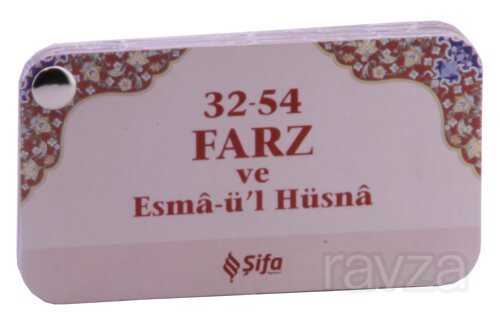 32-54
FARZ
ve
Esmâ-ü'l Hüsnâ
Şifa
ravza